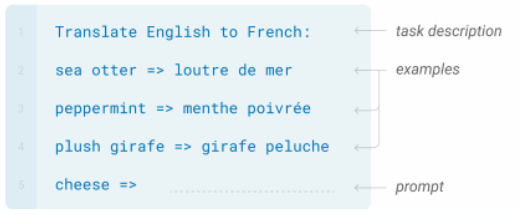 1 Translate English to French: task description
2 sea otter => loutre de mer examples
3 peppermint => menthe poivrée
4 plush girafe => girafe peluche
5 cheese => prompt